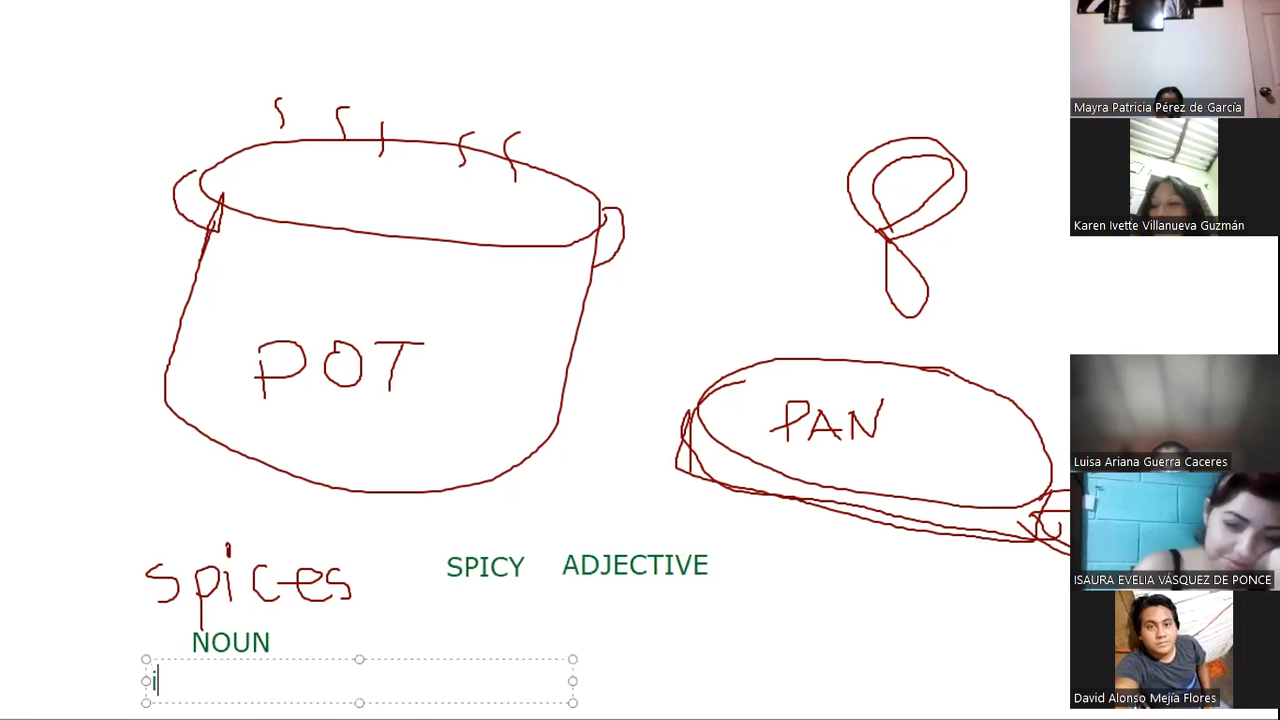 POT
PAN
spices
SPICY ADJECTIVE
NOUN
i
Mayra Patricia Pérez de García
Karen Ivette Villanueva Guzmán
Luisa Ariana Guerra Caceres
ISAURA EVELIA VÁSQUEZ DE PONCE
David Alonso Mejía Flores